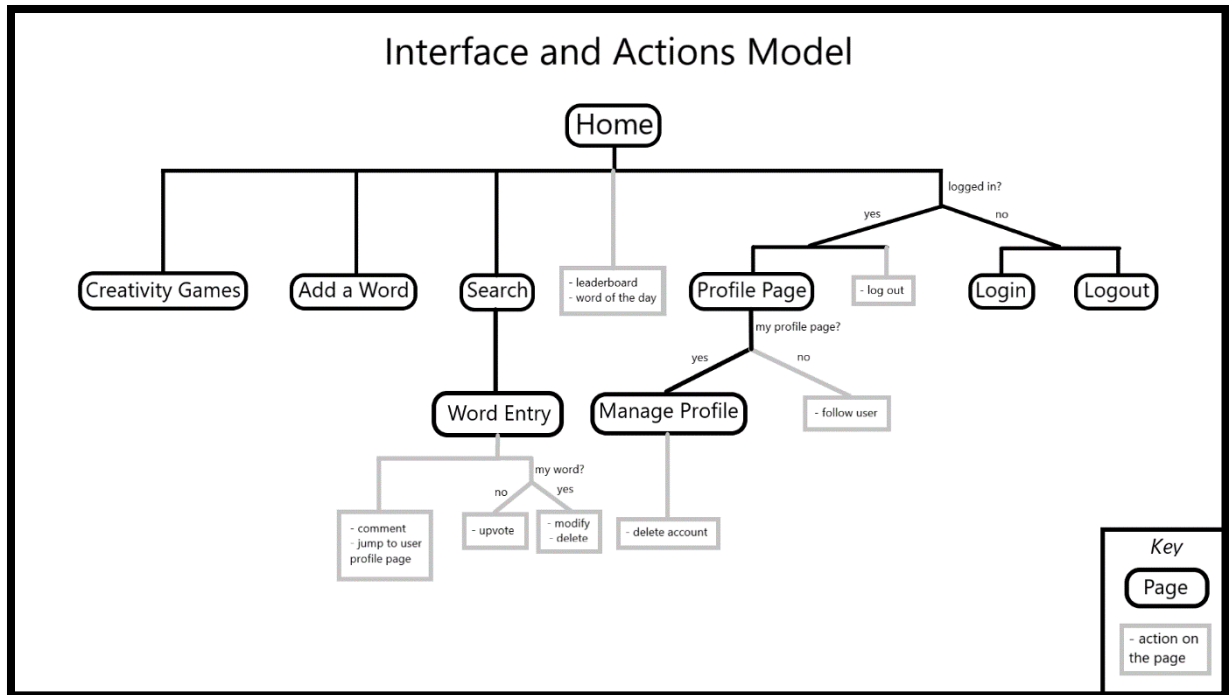 Interface and Actions Model
Home
logged in?
yes
no
Creativity Games
Add a Word
Search
- leaderboard
- word of the day
Profile Page
- log out
Login
Logout
my profile page?
yes
no
Word Entry
Manage Profile
- follow user
my word?
no
yes
- comment
- jump to user
profile page
- upvote
- modify
- delete
- delete account
Key
Page
- action on
the page